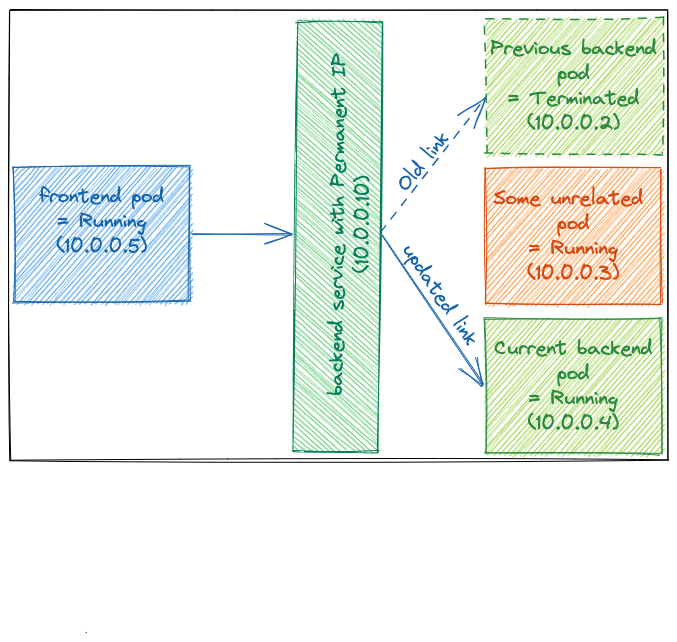 frontend pod
= Running
(10.0.0.5)
backend service with Permanent IP
(10.0.0.10)
Old link
updated link
Previous backend
pod
= Terminated
(10.0.0.2)
Some unrelated
pod
= Running
(10.0.0.3)
Current backend
pod
= Running
(10.0.0.4)